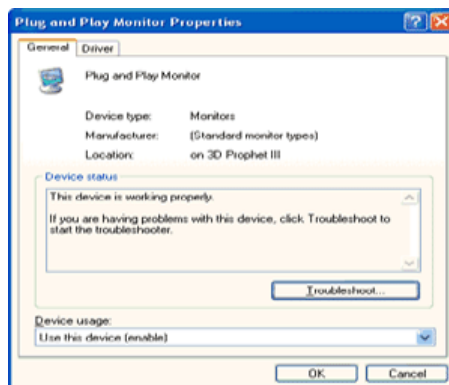 Plug and Play Monitor Properties
General Driver
Plug and Play Monitor
Device type: Monitors
Manufacturer: (Standard monitor types)
Location: on 3D Prophet III
Device status
This device is working properly.
If you are having problems with this device, click Troubleshoot to
start the troubleshooter.
Troubleshoot...
Device usage:
Use this device (enable)
OK Cancel